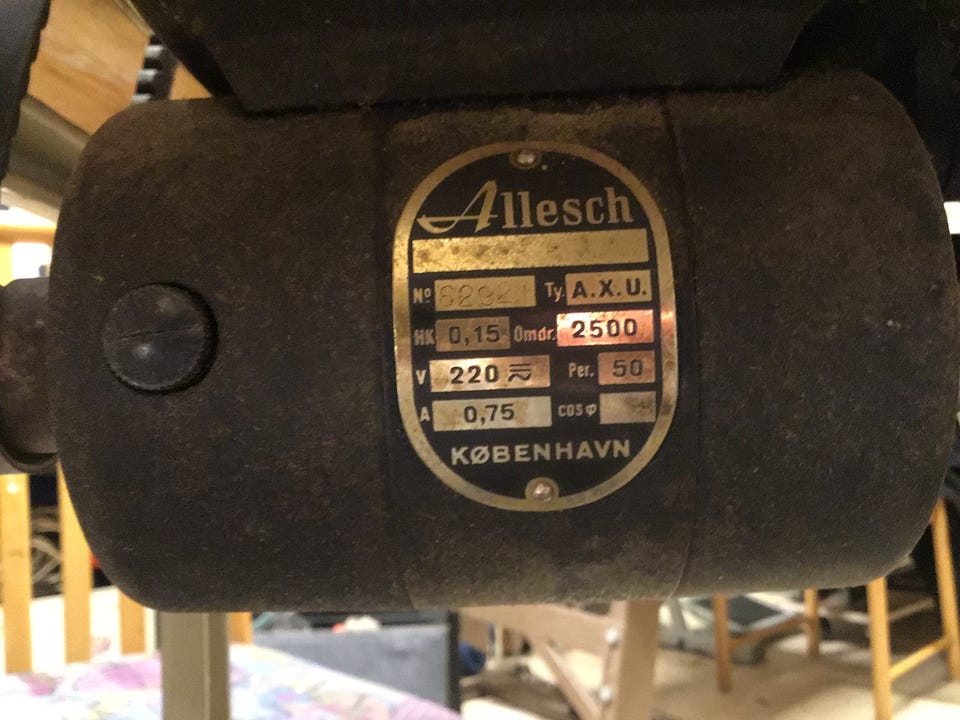 Allesch
Nº Ty. A.X.U.
HK 0,15 Omdr. 2500
V 220 Per. 50
A 0,75 cos φ
KØBENHAVN